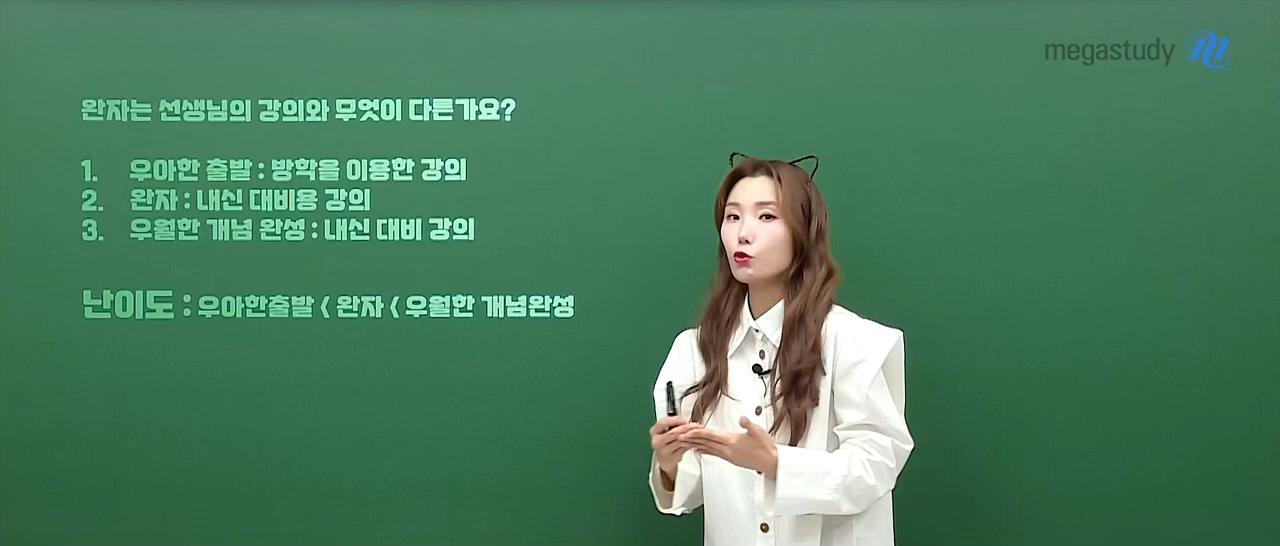 megastudy
완자는 선생님의 강의와 무엇이 다른가요?
1. 우아한 출발 : 방학을 이용한 강의
2. 완자 : 내신 대비용 강의
3. 우월한 개념 완성 : 내신 대비 강의
난이도 : 우아한출발 < 완자 < 우월한 개념완성